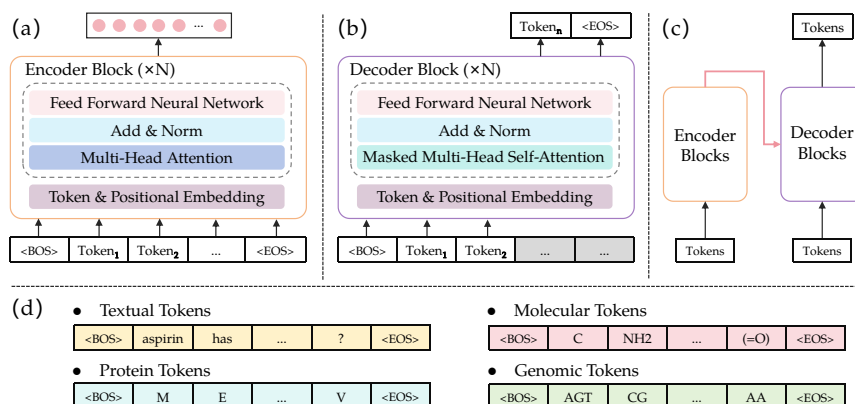 (a)
...
Encoder Block (×N)
Feed Forward Neural Network
Add & Norm
Multi-Head Attention
Token & Positional Embedding
<BOS> Token1 Token2 ... <EOS>
(b)
Tokenn <EOS>
Decoder Block (×N)
Feed Forward Neural Network
Add & Norm
Masked Multi-Head Self-Attention
Token & Positional Embedding
<BOS> Token1 Token2 ... ...
(c)
Tokens
Encoder
Blocks
Decoder
Blocks
Tokens
Tokens
(d)
• Textual Tokens
<BOS> aspirin has ... ? <EOS>
• Molecular Tokens
<BOS> C NH2 ... (=O) <EOS>
• Protein Tokens
<BOS> M E ... V <EOS>
• Genomic Tokens
<BOS> AGT CG ... AA <EOS>